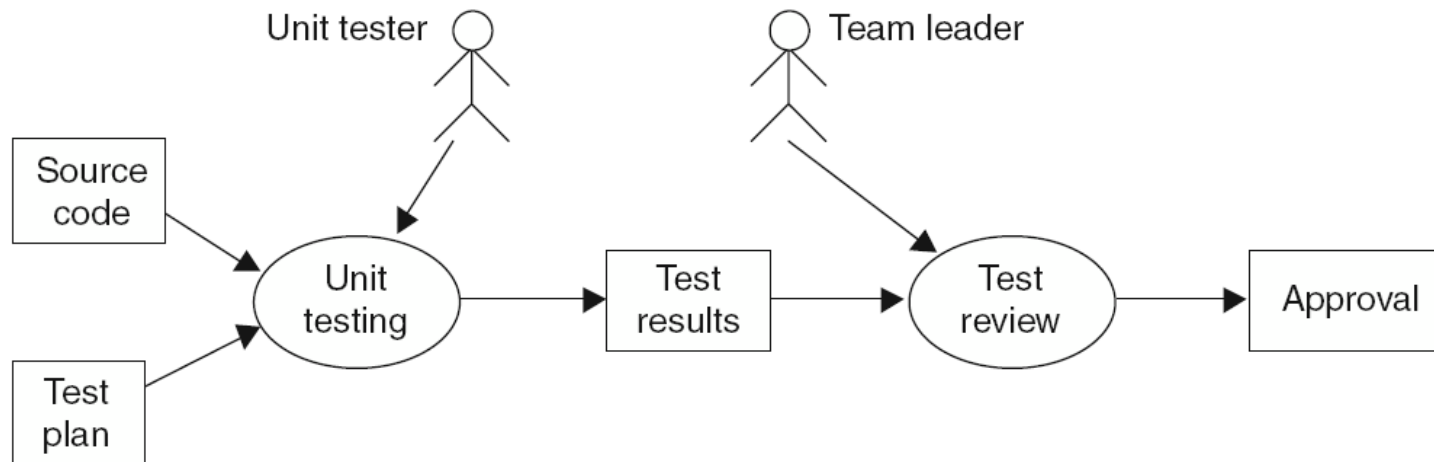 Unit tester
Team leader
Source
code
Unit
testing
Test
results
Test
review
Approval
Test
plan